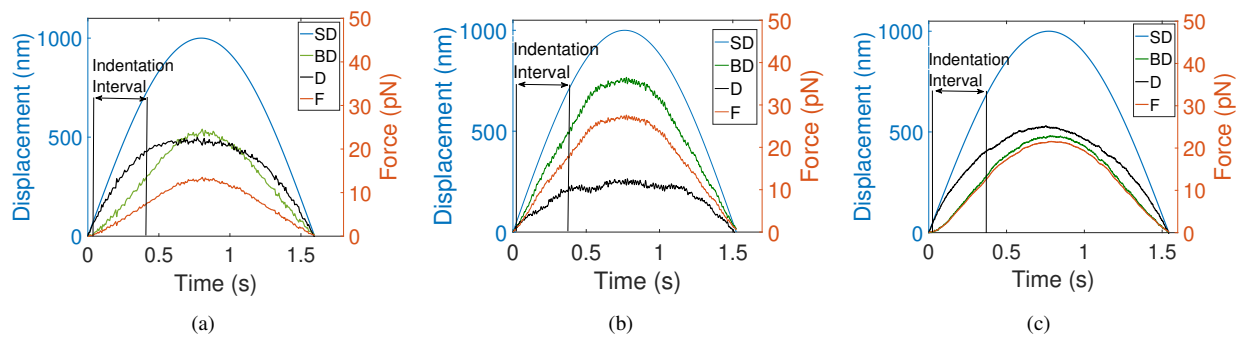 Displacement (nm)
1000
500
0
Indentation
Interval
SD
BD
D
F
50
40
30
20
10
0
Force (pN)
0
0.5
1
1.5
Time (s)
(a)
Displacement (nm)
1000
500
0
Indentation
Interval
SD
BD
D
F
50
40
30
20
10
0
Force (pN)
0
0.5
1
1.5
Time (s)
(b)
Displacement (nm)
1000
500
0
Indentation
Interval
SD
BD
D
F
50
40
30
20
10
0
Force (pN)
0
0.5
1
1.5
Time (s)
(c)